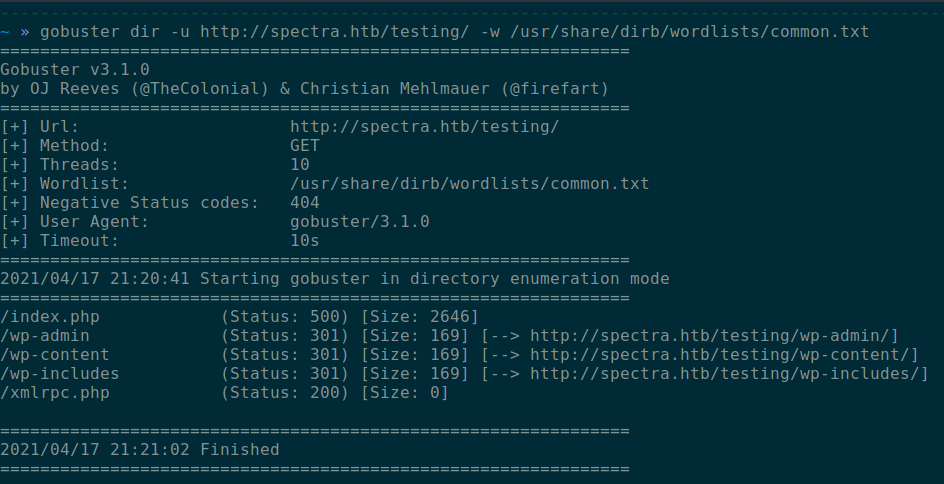 ~ » gobuster dir -u http://spectra.htb/testing/ -w /usr/share/dirb/wordlists/common.txt
===============================================================
Gobuster v3.1.0
by OJ Reeves (@TheColonial) & Christian Mehlmauer (@firefart)
===============================================================
[+] Url:                     http://spectra.htb/testing/
[+] Method:                  GET
[+] Threads:                 10
[+] Wordlist:                /usr/share/dirb/wordlists/common.txt
[+] Negative Status codes:   404
[+] User Agent:              gobuster/3.1.0
[+] Timeout:                 10s
===============================================================
2021/04/17 21:20:41 Starting gobuster in directory enumeration mode
===============================================================
/index.php            (Status: 500) [Size: 2646]
/wp-admin             (Status: 301) [Size: 169] [--> http://spectra.htb/testing/wp-admin/]
/wp-content           (Status: 301) [Size: 169] [--> http://spectra.htb/testing/wp-content/]
/wp-includes          (Status: 301) [Size: 169] [--> http://spectra.htb/testing/wp-includes/]
/xmlrpc.php           (Status: 200) [Size: 0]

===============================================================
2021/04/17 21:21:02 Finished
===============================================================